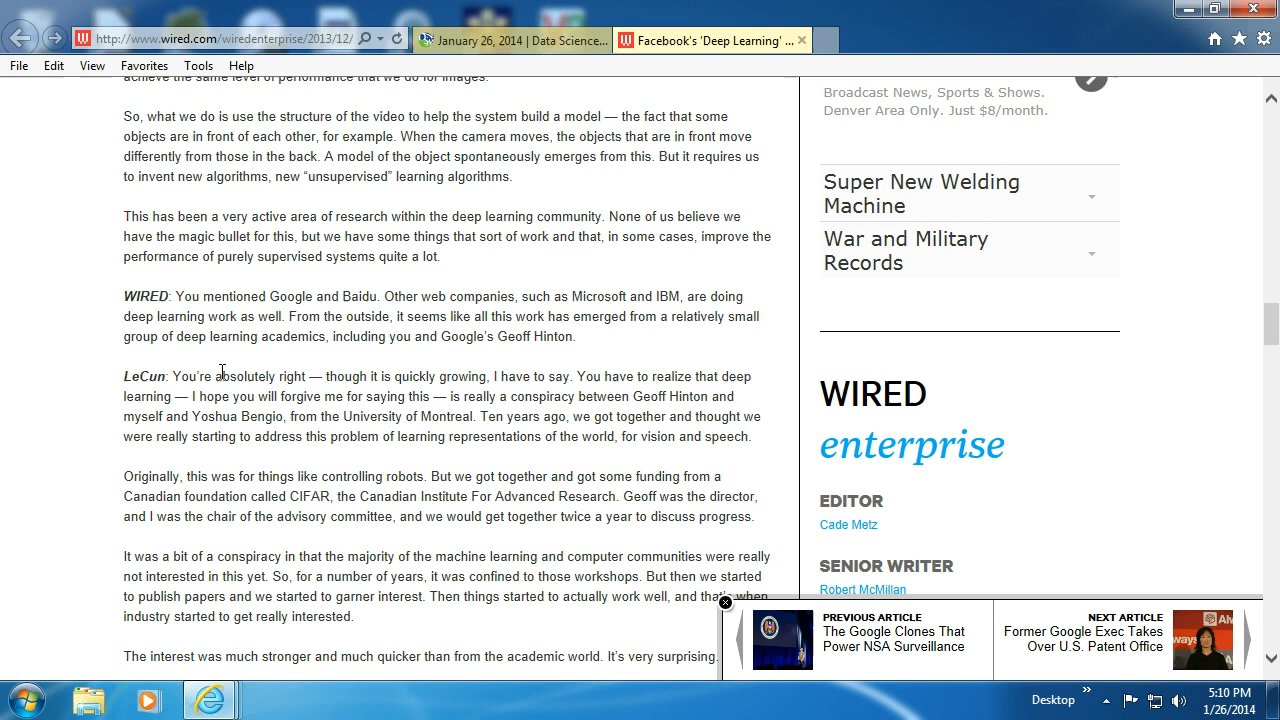 http://www.wired.com/wiredenterprise/2013/12/
January 26, 2014 | Data Science...
Facebook's 'Deep Learning' ...
File Edit View Favorites Tools Help
achieve the same level of performance that we do for images.
So, what we do is use the structure of the video to help the system build a model — the fact that some
objects are in front of each other, for example. When the camera moves, the objects that are in front move
differently from those in the back. A model of the object spontaneously emerges from this. But it requires us
to invent new algorithms, new “unsupervised” learning algorithms.
This has been a very active area of research within the deep learning community. None of us believe we
have the magic bullet for this, but we have some things that sort of work and that, in some cases, improve the
performance of purely supervised systems quite a lot.
WIRED: You mentioned Google and Baidu. Other web companies, such as Microsoft and IBM, are doing
deep learning work as well. From the outside, it seems like all this work has emerged from a relatively small
group of deep learning academics, including you and Google’s Geoff Hinton.
LeCun: You’re absolutely right — though it is quickly growing, I have to say. You have to realize that deep
learning — I hope you will forgive me for saying this — is really a conspiracy between Geoff Hinton and
myself and Yoshua Bengio, from the University of Montreal. Ten years ago, we got together and thought we
were really starting to address this problem of learning representations of the world, for vision and speech.
Originally, this was for things like controlling robots. But we got together and got some funding from a
Canadian foundation called CIFAR, the Canadian Institute For Advanced Research. Geoff was the director,
and I was the chair of the advisory committee, and we would get together twice a year to discuss progress.
It was a bit of a conspiracy in that the majority of the machine learning and computer communities were really
not interested in this yet. So, for a number of years, it was confined to those workshops. But then we started
to publish papers and we started to garner interest. Then things started to actually work well, and that’s when
industry started to get really interested.
The interest was much stronger and much quicker than from the academic world. It’s very surprising.
Broadcast News, Sports & Shows.
Denver Area Only. Just $8/month.
Super New Welding
Machine
War and Military
Records
WIRED
enterprise
EDITOR
Cade Metz
SENIOR WRITER
Robert McMillan
PREVIOUS ARTICLE
The Google Clones That
Power NSA Surveillance
NEXT ARTICLE
Former Google Exec Takes
Over U.S. Patent Office
Desktop
5:10 PM
1/26/2014